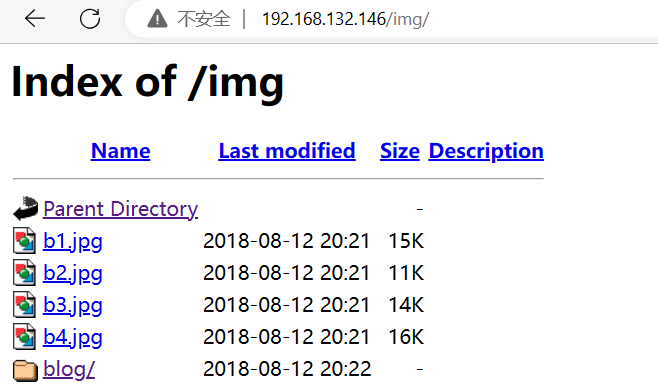 不安全 | 192.168.132.146/img/
Index of /img
Name Last modified Size Description
Parent Directory -
b1.jpg 2018-08-12 20:21 15K
b2.jpg 2018-08-12 20:21 11K
b3.jpg 2018-08-12 20:21 14K
b4.jpg 2018-08-12 20:21 16K
blog/ 2018-08-12 20:22 -